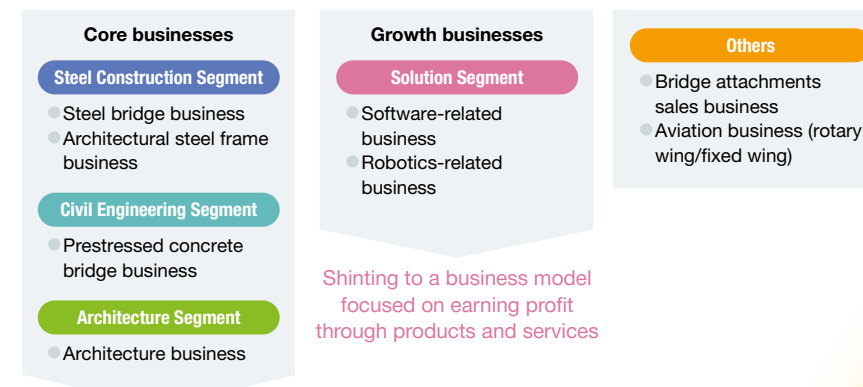 Core businesses
Steel Construction Segment
Steel bridge business
Architectural steel frame
business
Civil Engineering Segment
Prestressed concrete
bridge business
Architecture Segment
Architecture business
Growth businesses
Solution Segment
Software-related
business
Robotics-related
business
Shinting to a business model
focused on earning profit
through products and services
Others
Bridge attachments
sales business
Aviation business (rotary
wing/fixed wing)